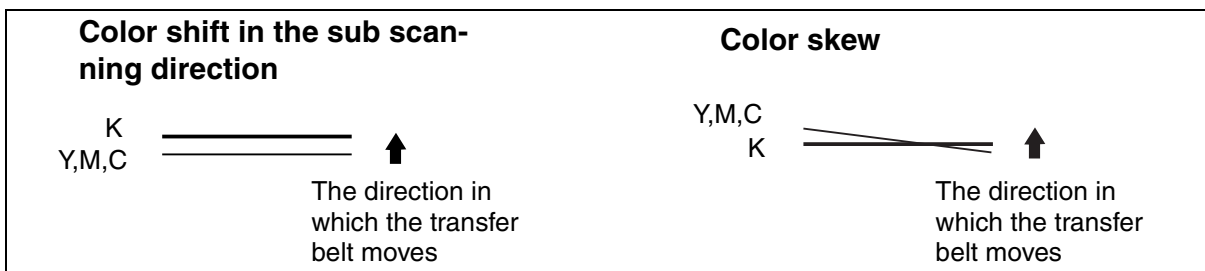 Color shift in the sub scan-
ning direction
K
Y,M,C
The direction in
which the transfer
belt moves
Color skew
Y,M,C
K
The direction in
which the transfer
belt moves